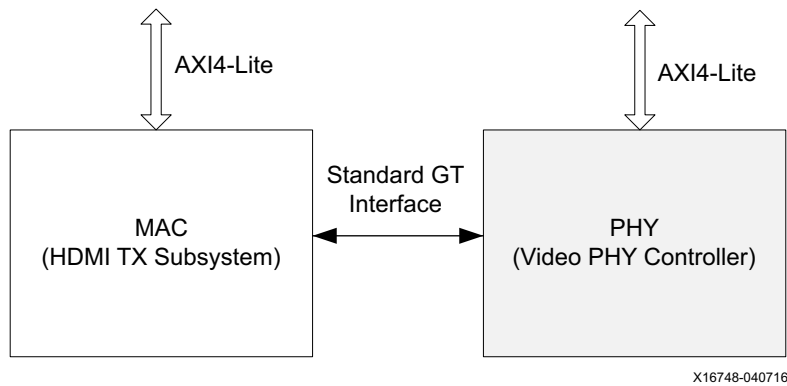 AXI4-Lite
AXI4-Lite
Standard GT
Interface
MAC
(HDMI TX Subsystem)
PHY
(Video PHY Controller)
X16748-040716